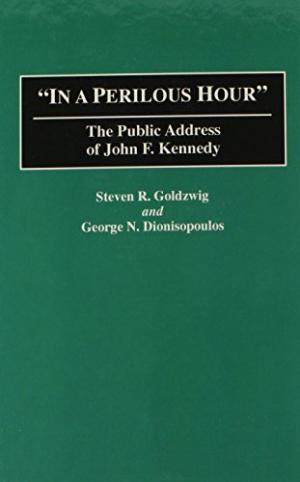 "IN A PERILOUS HOUR"
The Public Address
of John F. Kennedy
Steven R. Goldzwig
and
George N. Dionisopoulos